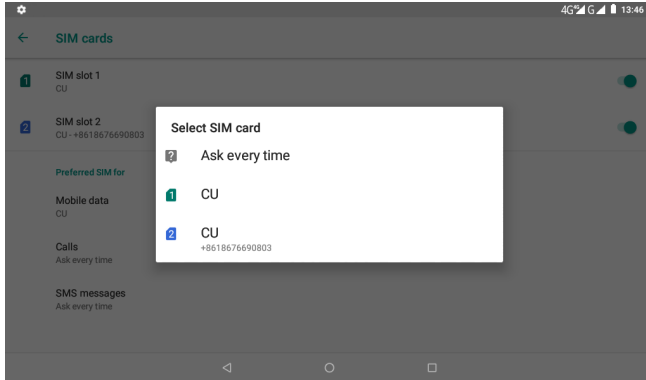 4G 4G G 13:46
SIM cards
SIM slot 1
CU
SIM slot 2
CU - +8618676690803
Preferred SIM for
Mobile data
CU
Calls
Ask every time
SMS messages
Ask every time
Select SIM card
? Ask every time
1 CU
2 CU
+8618676690803